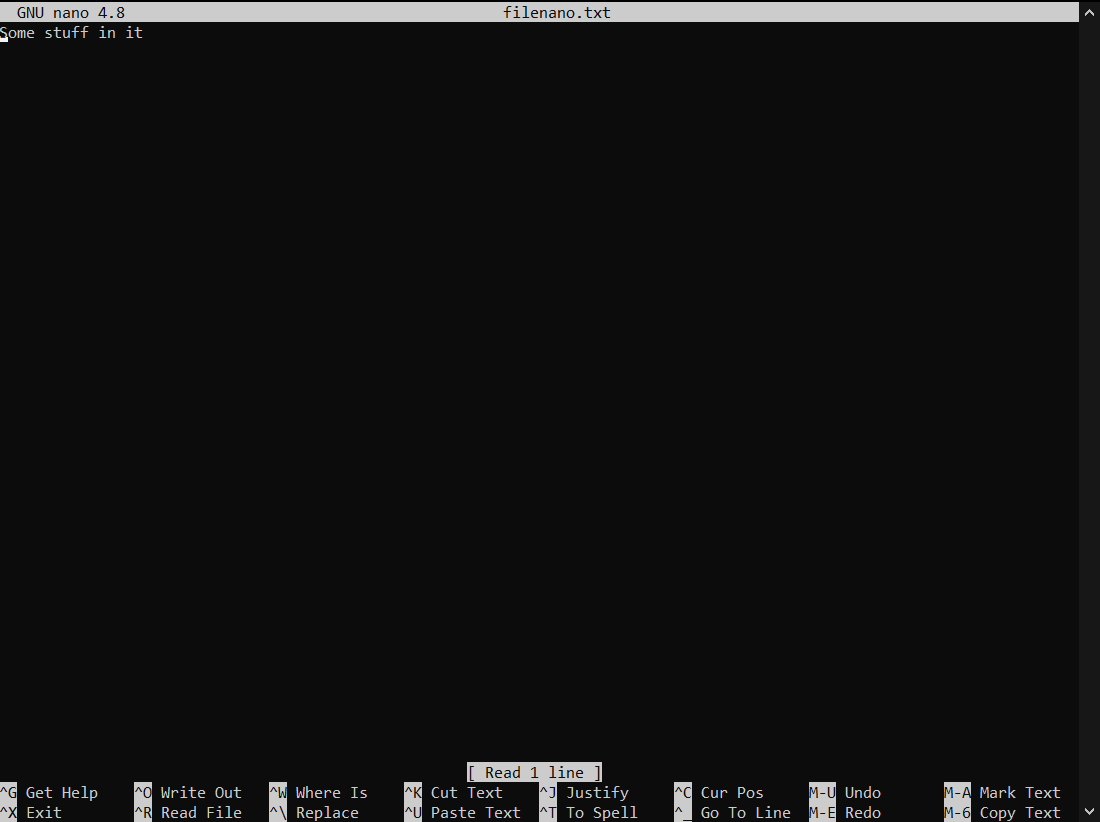 GNU nano 4.8 filenano.txt
Some stuff in it
[ Read 1 line ]
^G Get Help ^O Write Out ^W Where Is ^K Cut Text ^J Justify ^C Cur Pos M-U Undo M-A Mark Text
^X Exit ^R Read File ^\ Replace ^U Paste Text ^T To Spell ^_ Go To Line M-E Redo M-6 Copy Text